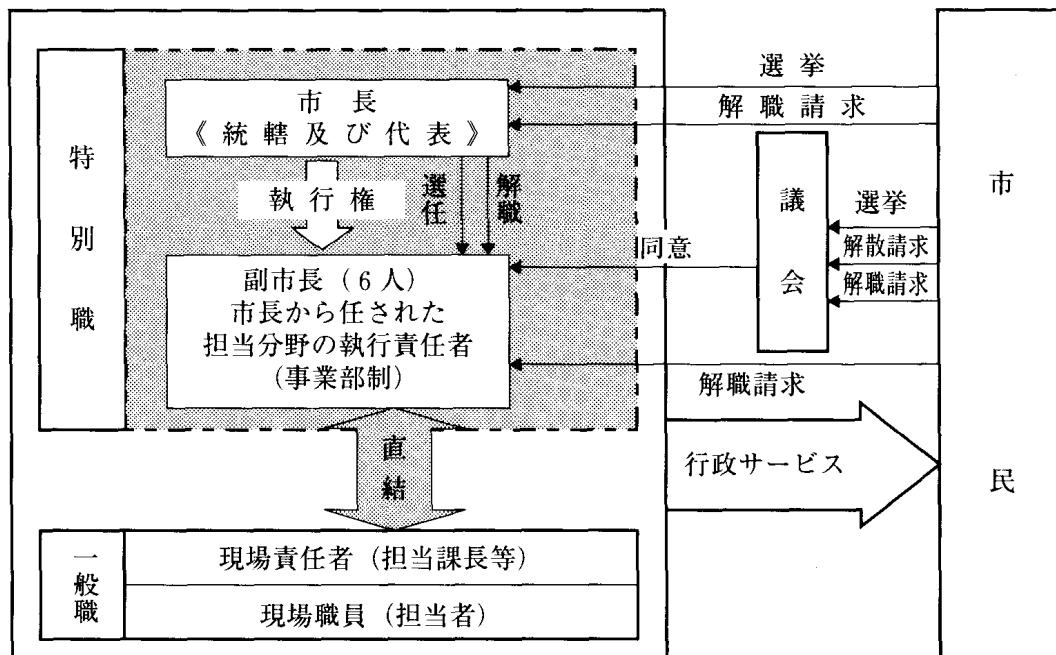 特別職
市 長
《 統 轄 及 び 代 表 》
執 行 権
選任
解職
副市長 (6 人)
市長から任された
担当分野の執行責任者
(事業部制)
直結
一般職
現場責任者 (担当課長等)
現場職員 (担当者)
選 挙
解 職 請 求
議会
同意
選挙
解散請求
解職請求
解職請求
行政サービス
市民